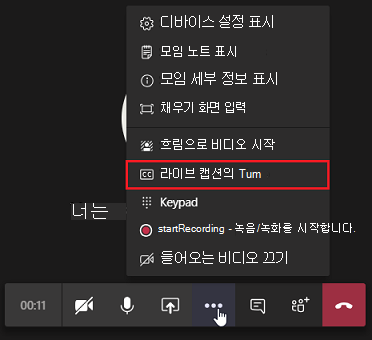 디바이스 설정 표시
모임 노트 표시
모임 세부 정보 표시
채우기 화면 입력
흐림으로 비디오 시작
CC 라이브 캡션의 Tum
Keypad
startRecording - 녹음/녹화를 시작합니다.
들어오는 비디오 끄기
너는
00:11